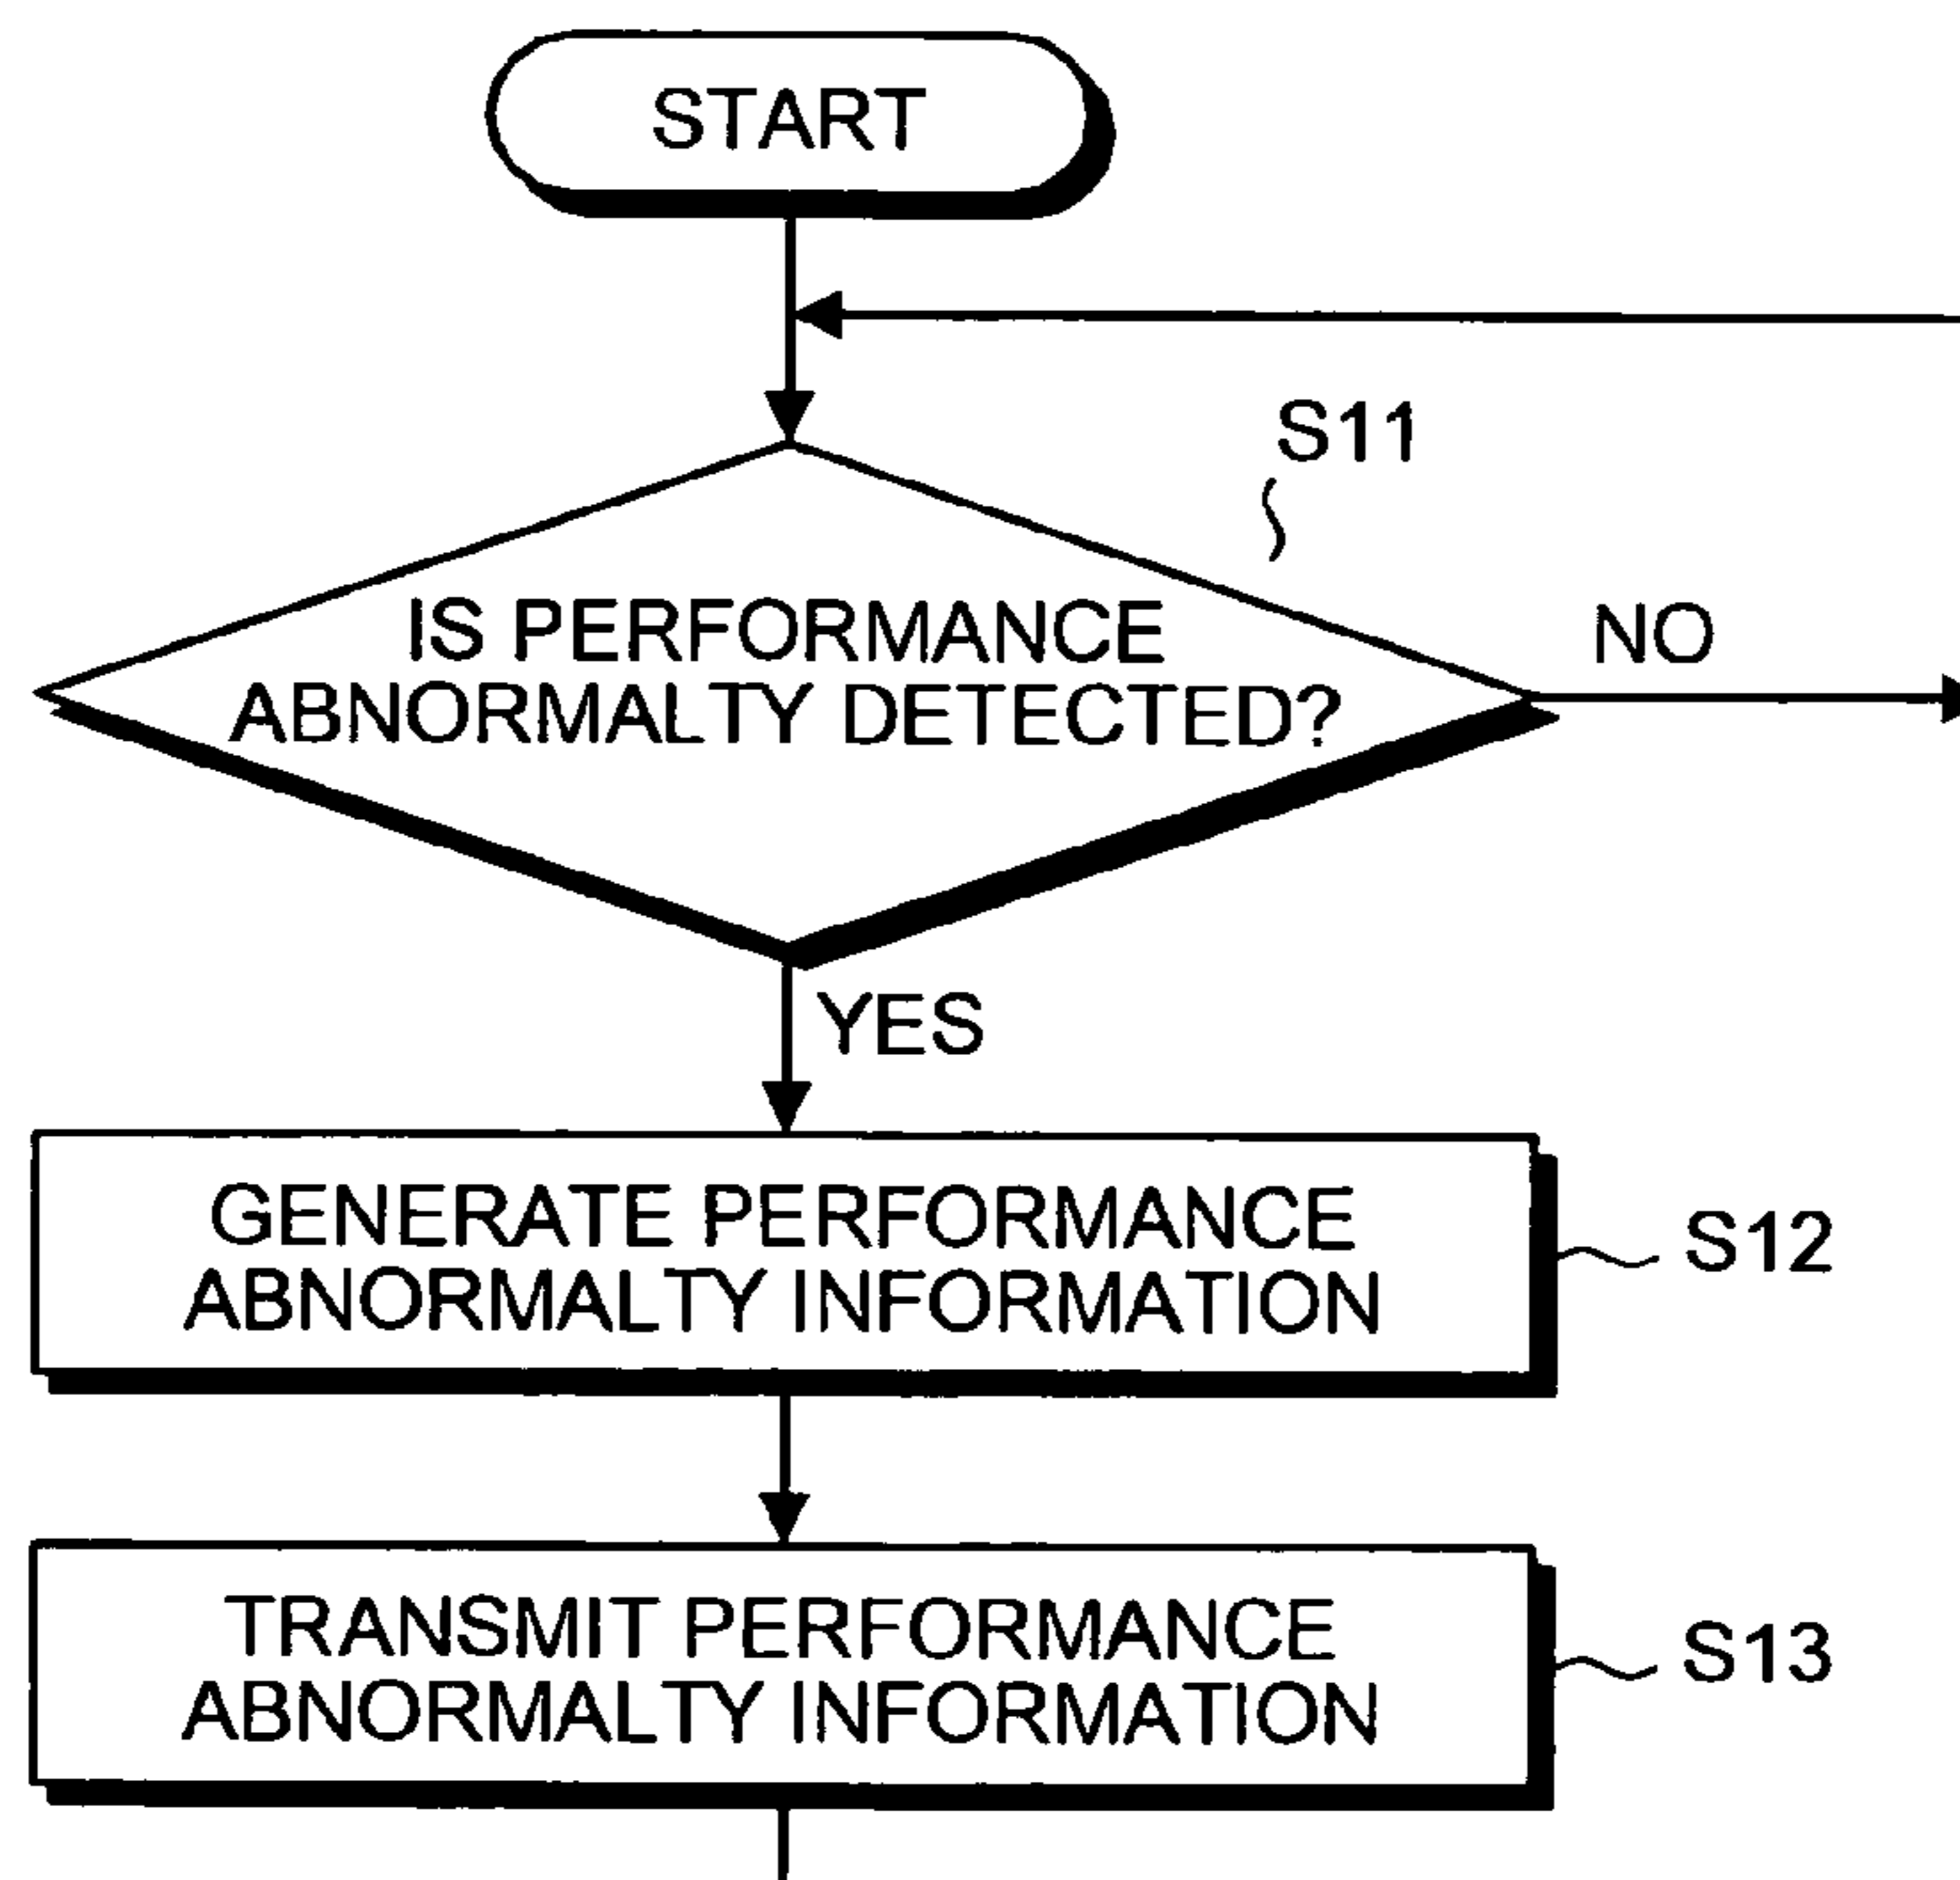 START
S11
IS PERFORMANCE
ABNORMALTY DETECTED?
NO
YES
GENERATE PERFORMANCE
ABNORMALTY INFORMATION
S12
TRANSMIT PERFORMANCE
ABNORMALTY INFORMATION
S13